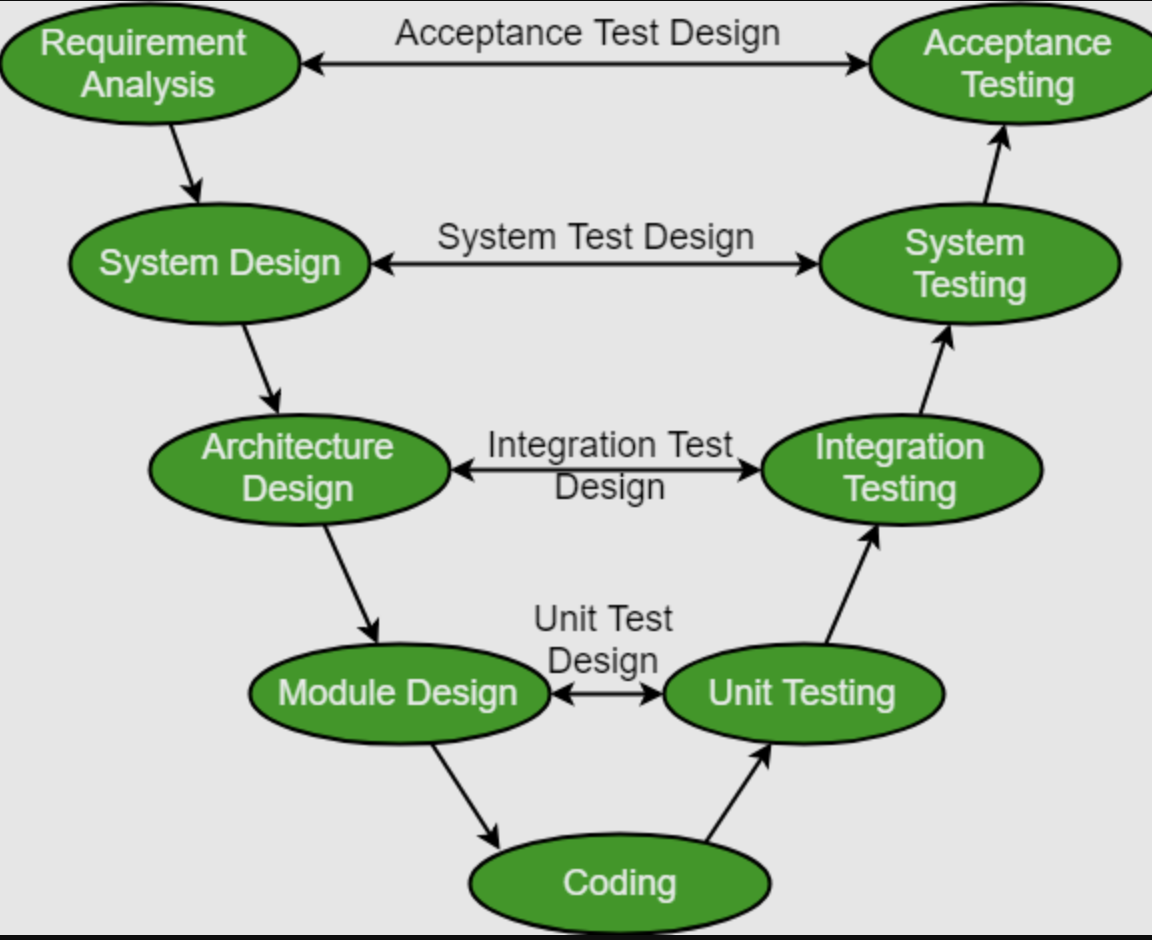 Requirement
Analysis
Acceptance Test Design
Acceptance
Testing
System Design
System Test Design
System
Testing
Architecture
Design
Integration Test
Design
Integration
Testing
Module Design
Unit Test
Design
Unit Testing
Coding